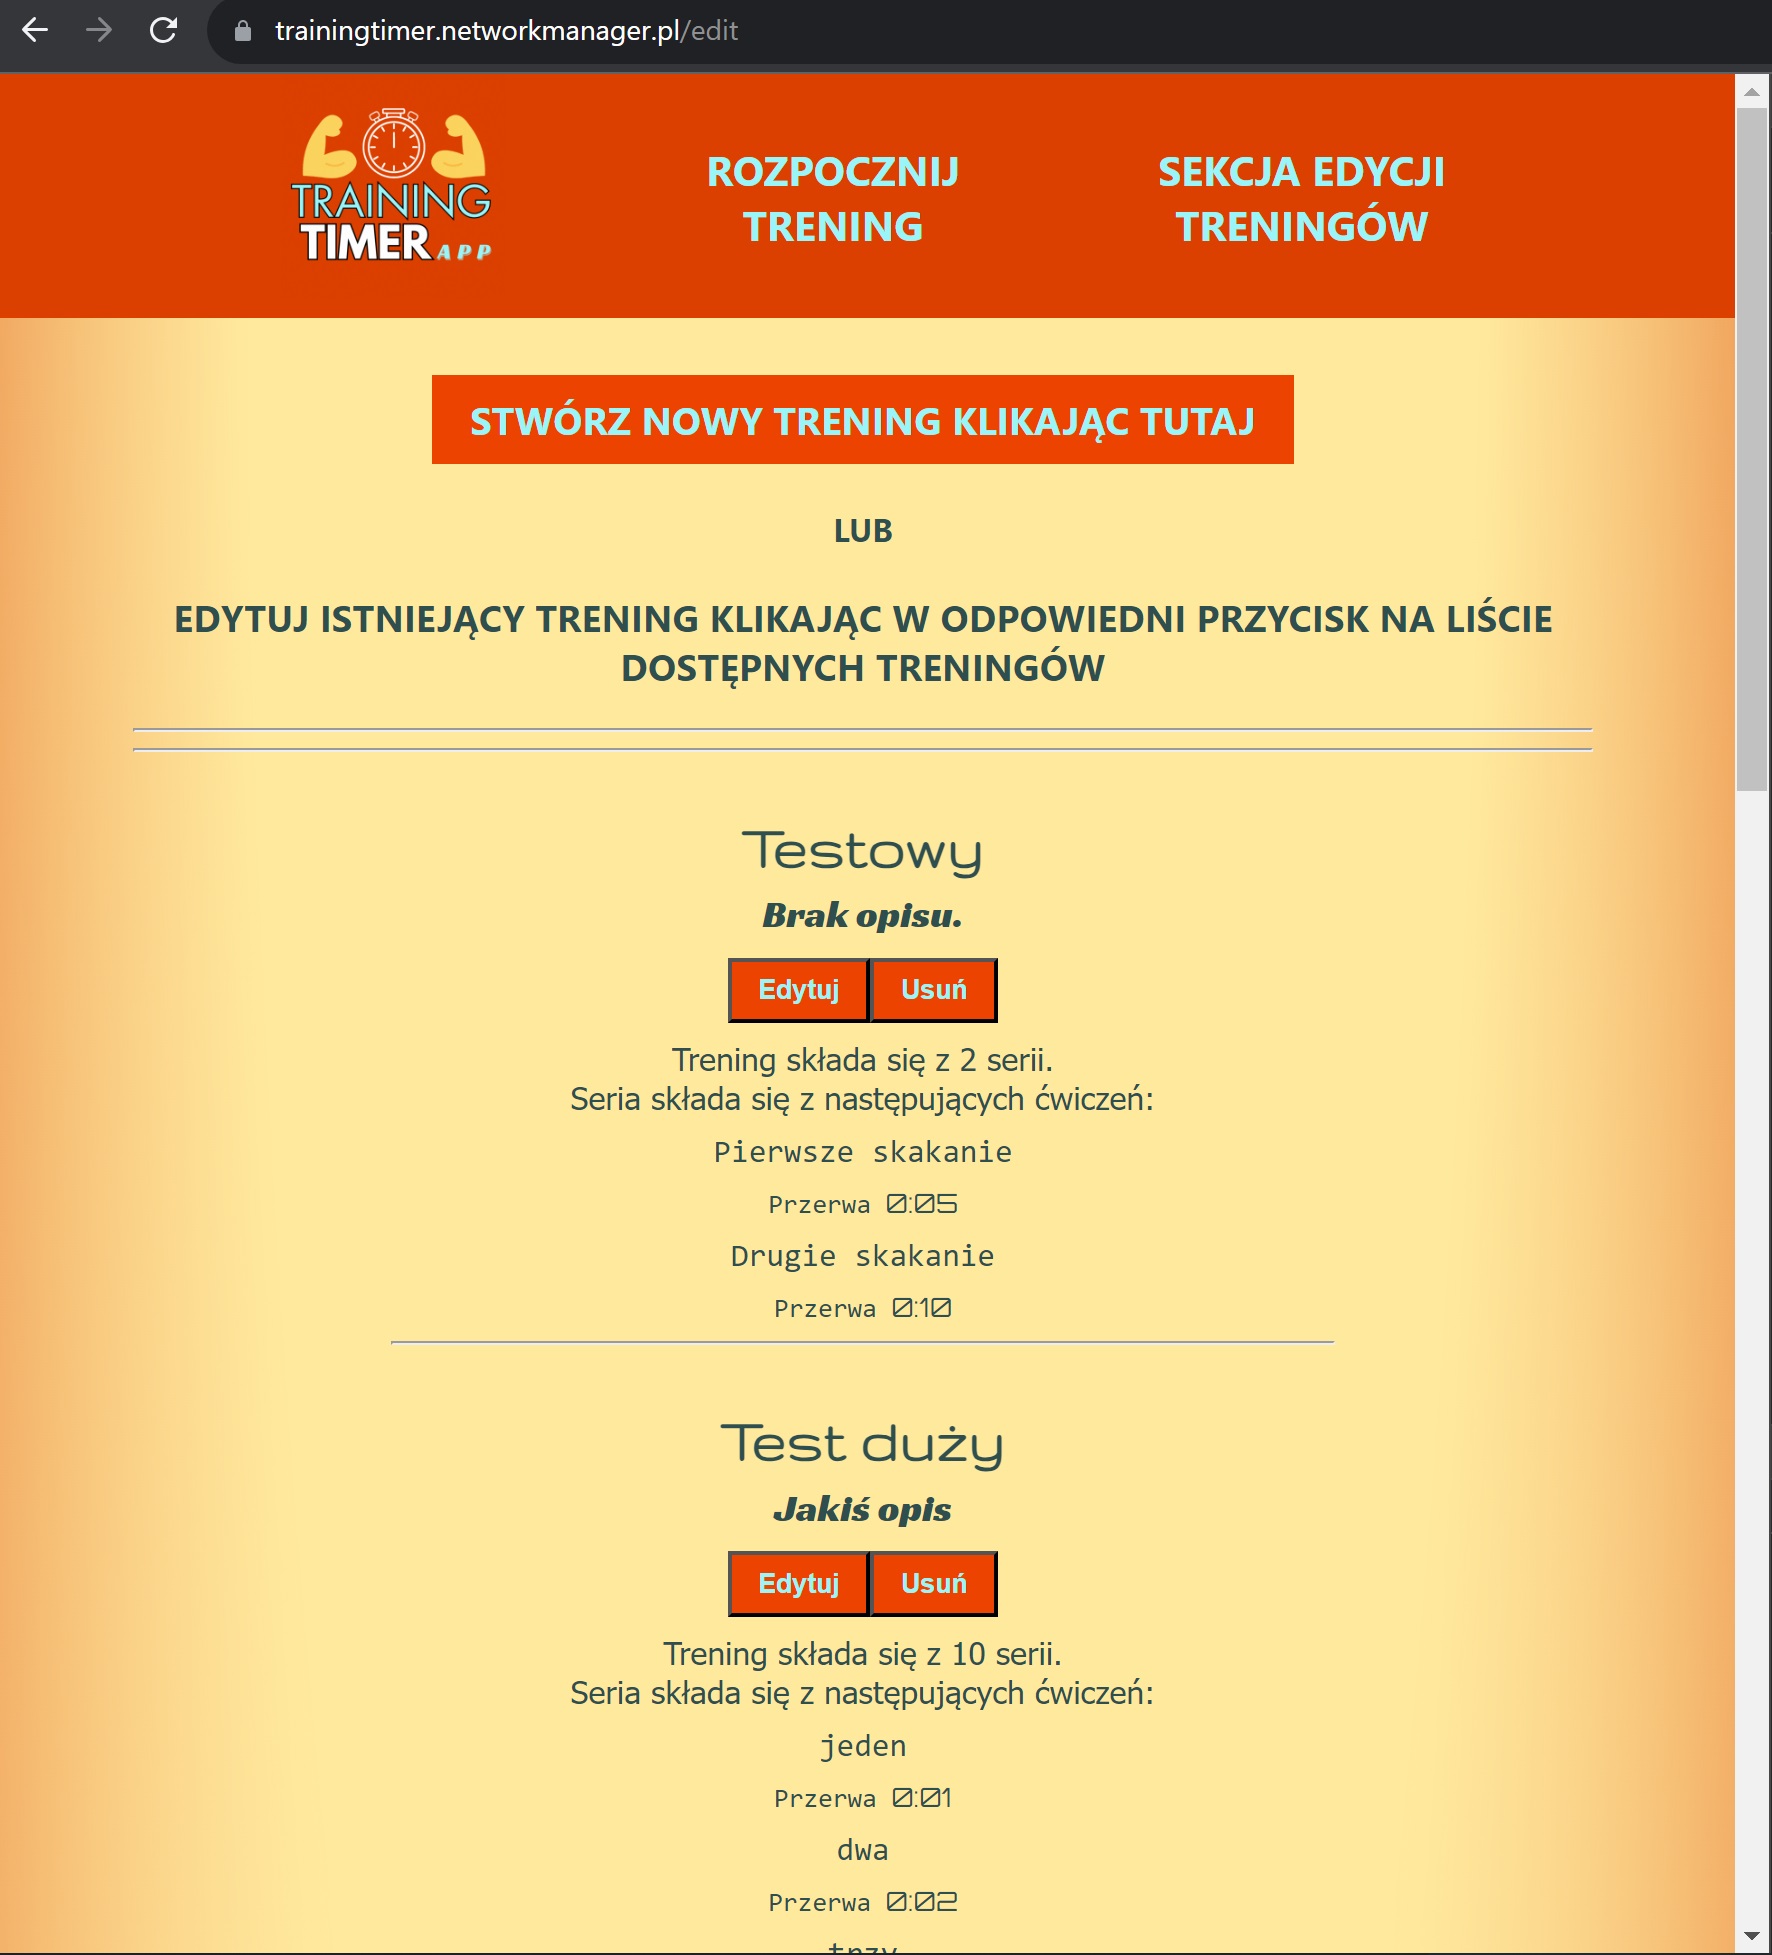 trainingtimer.networkmanager.pl/edit
TRAINING
TIMER APP
ROZPOCZNIJ
TRENING
SEKCJA EDYCJI
TRENINGÓW
STWÓRZ NOWY TRENING KLIKAJĄC TUTAJ
LUB
EDYTUJ ISTNIEJĄCY TRENING KLIKAJĄC W ODPOWIEDNI PRZYCISK NA LIŚCIE
DOSTĘPNYCH TRENINGÓW
Testowy
Brak opisu.
Edytuj Usuń
Trening składa się z 2 serii.
Seria składa się z następujących ćwiczeń:
Pierwsze skakanie
Przerwa 0:05
Drugie skakanie
Przerwa 0:10
Test duży
Jakiś opis
Edytuj Usuń
Trening składa się z 10 serii.
Seria składa się z następujących ćwiczeń:
jeden
Przerwa 0:01
dwa
Przerwa 0:02
trzy